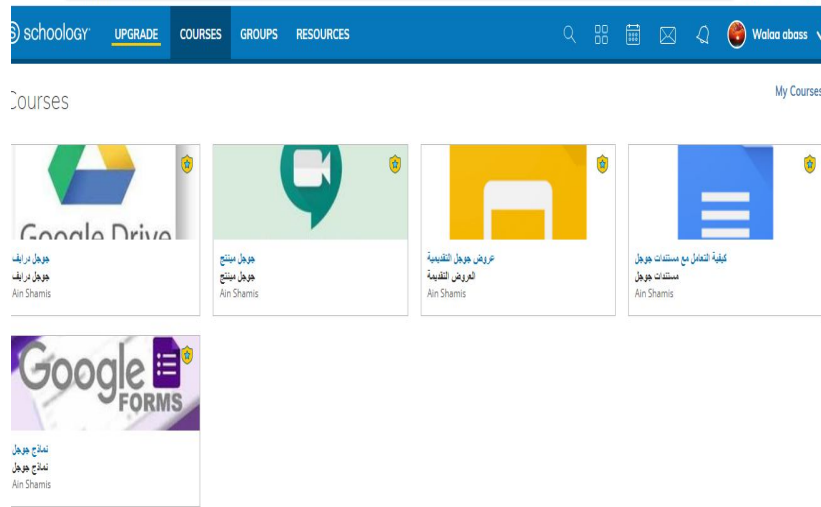 schoology UPGRADE COURSES GROUPS RESOURCES Walaa abass
Courses My Courses
Google Drive
جوجل درايف
جوجل درايف
Ain Shamis
جوجل ميتنج
جوجل ميتنج
Ain Shamis
عروض جوجل التقديمية
العروض التقديمة
Ain Shamis
كيفية التعامل مع مستندات جوجل
مستندات جوجل
Ain Shamis
Google
FORMS
نماذج جوجل
نماذج جوجل
Ain Shamis